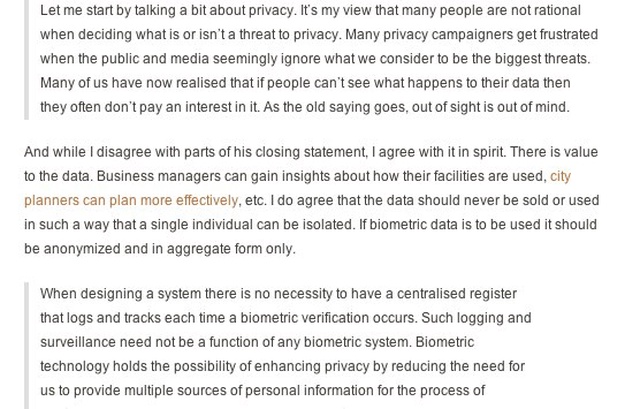 Let me start by talking a bit about privacy. It's my view that many people are not rational
when deciding what is or isn't a threat to privacy. Many privacy campaigners get frustrated
when the public and media seemingly ignore what we consider to be the biggest threats.
Many of us have now realised that if people can't see what happens to their data then
they often don't pay an interest in it. As the old saying goes, out of sight is out of mind.
And while I disagree with parts of his closing statement, I agree with it in spirit. There is value
to the data. Business managers can gain insights about how their facilities are used, city
planners can plan more effectively, etc. I do agree that the data should never be sold or used
in such a way that a single individual can be isolated. If biometric data is to be used it should
be anonymized and in aggregate form only.
When designing a system there is no necessity to have a centralised register
that logs and tracks each time a biometric verification occurs. Such logging and
surveillance need not be a function of any biometric system. Biometric
technology holds the possibility of enhancing privacy by reducing the need for
us to provide multiple sources of personal information for the process of